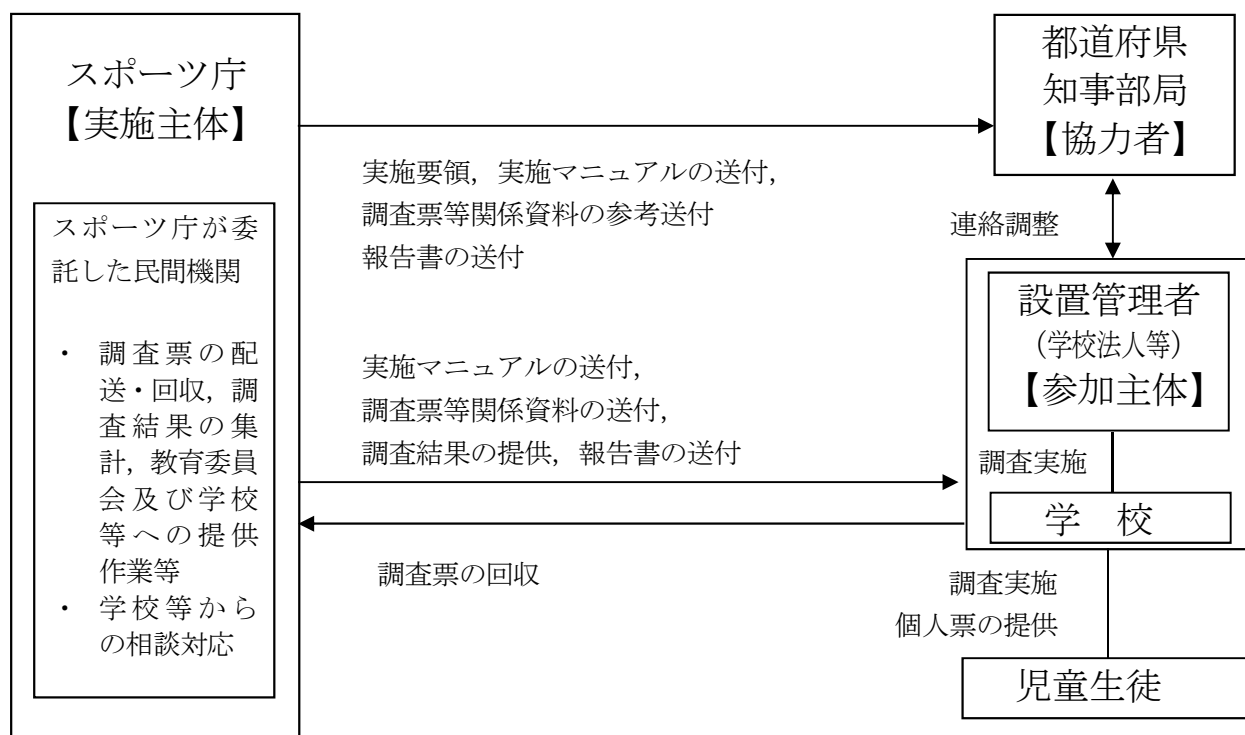 スポーツ庁
【実施主体】
スポーツ庁が委
託した民間機関
・ 調査票の配
送・回収，調
査結果の集
計，教育委員
会及び学校
等への提供
作業等
・ 学校等から
の相談対応
実施要領，実施マニュアルの送付，
調査票等関係資料の参考送付
報告書の送付
実施マニュアルの送付，
調査票等関係資料の送付，
調査結果の提供，報告書の送付
調査票の回収
都道府県
知事部局
【協力者】
連絡調整
設置管理者
（学校法人等）
【参加主体】
調査実施
学 校
調査実施
個人票の提供
児童生徒